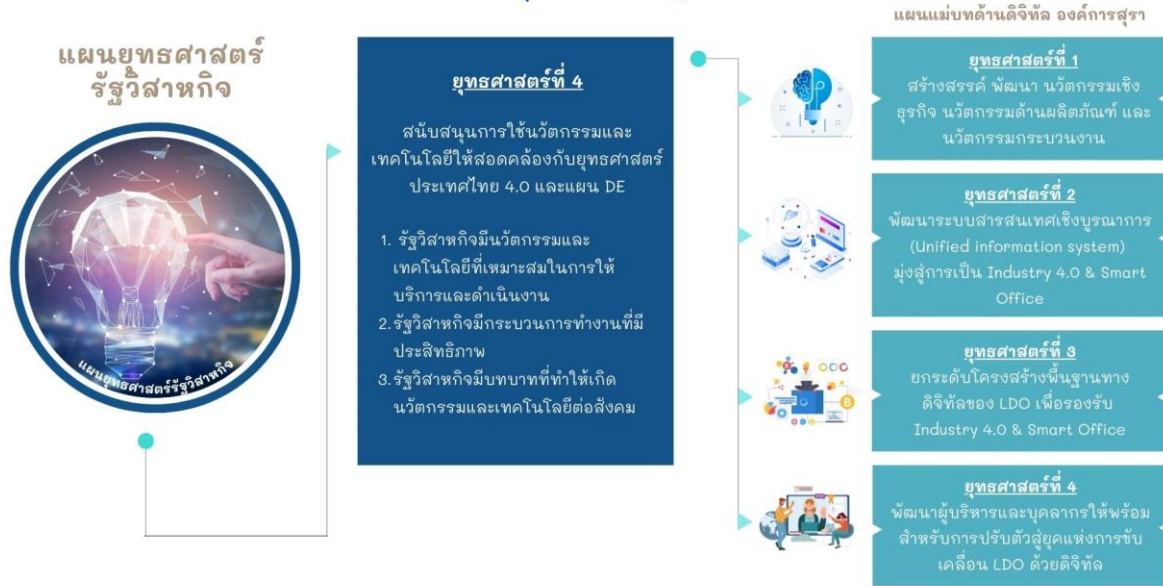 แผนยุทธศาสตร์
รัฐวิสาหกิจ
แผนยุทธศาสตร์รัฐวิสาหกิจ
ยุทธศาสตร์ที่ 4
สนับสนุนการใช้นวัตกรรมและ
เทคโนโลยีให้สอดคล้องกับยุทธศาสตร์
ประเทศไทย 4.0 และแผน DE
1. รัฐวิสาหกิจมีนวัตกรรมและ
เทคโนโลยีที่เหมาะสมในการให้
บริการและดำเนินงาน
2. รัฐวิสาหกิจมีกระบวนการทำงานที่มี
ประสิทธิภาพ
3. รัฐวิสาหกิจมีบทบาทที่ทำให้เกิด
นวัตกรรมและเทคโนโลยีต่อสังคม
แผนแม่บทด้านดิจิทัล องค์การสุรา
ยุทธศาสตร์ที่ 1
สร้างสรรค์ พัฒนา นวัตกรรมเชิง
ธุรกิจ นวัตกรรมด้านผลิตภัณฑ์ และ
นวัตกรรมกระบวนงาน
ยุทธศาสตร์ที่ 2
พัฒนาระบบสารสนเทศเชิงบูรณาการ
(Unified information system)
มุ่งสู่การเป็น Industry 4.0 & Smart
Office
ยุทธศาสตร์ที่ 3
ยกระดับโครงสร้างพื้นฐานทาง
ดิจิทัลของ LDO เพื่อรองรับ
Industry 4.0 & Smart Office
ยุทธศาสตร์ที่ 4
พัฒนาผู้บริหารและบุคลากรให้พร้อม
สำหรับการปรับตัวสู่ยุคแห่งการขับ
เคลื่อน LDO ด้วยดิจิทัล